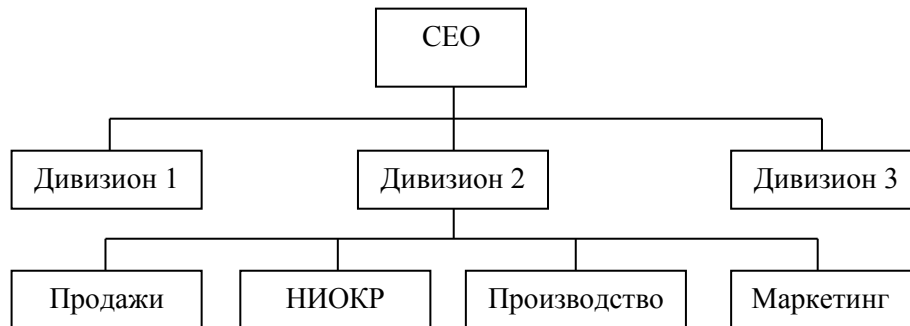 CEO
Дивизион 1
Дивизион 2
Дивизион 3
Продажи
НИОКР
Производство
Маркетинг